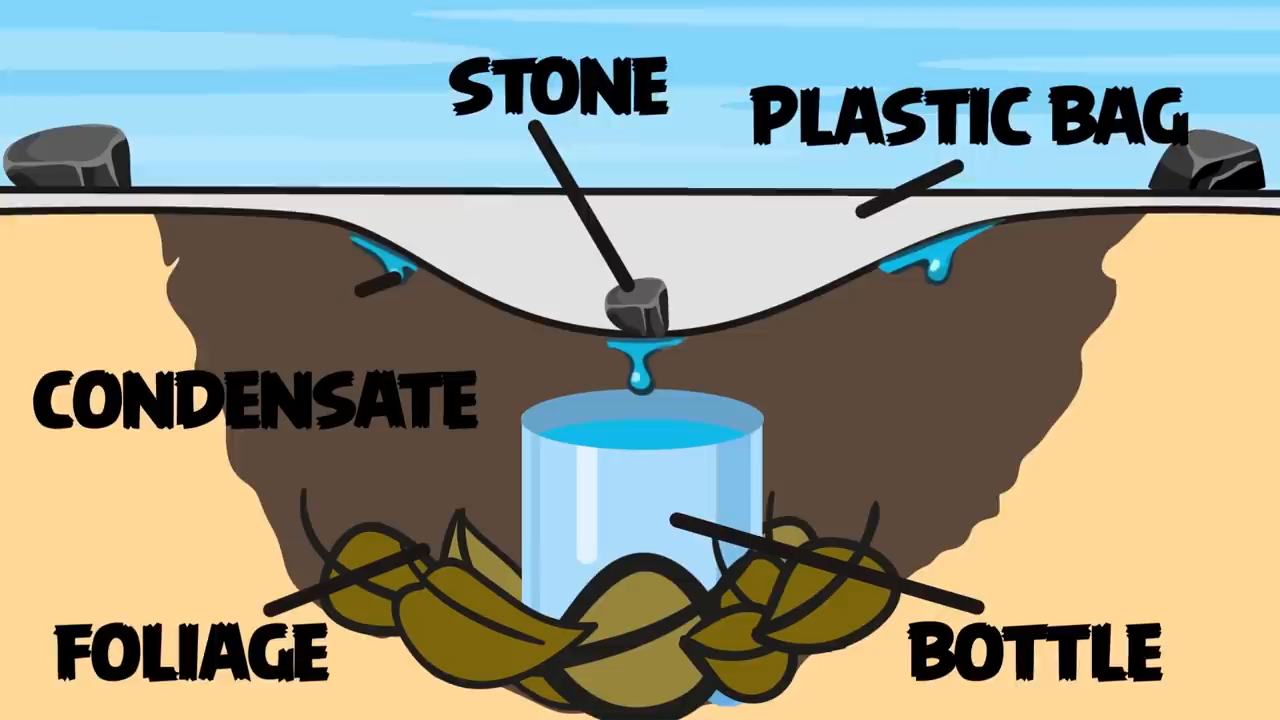 STONE
PLASTIC BAG
CONDENSATE
FOLIAGE
BOTTLE